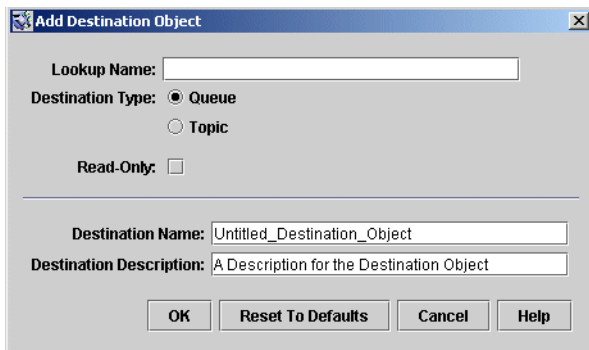 Add Destination Object
Lookup Name:
Destination Type: Queue
Topic
Read-Only:
Destination Name: Untitled_Destination_Object
Destination Description: A Description for the Destination Object
OK Reset To Defaults Cancel Help